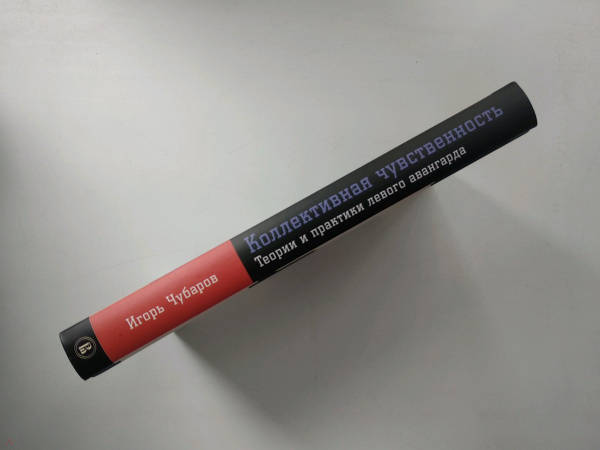 Игорь Чубаров
Коллективная чувственность
Теории и практики левого авангарда